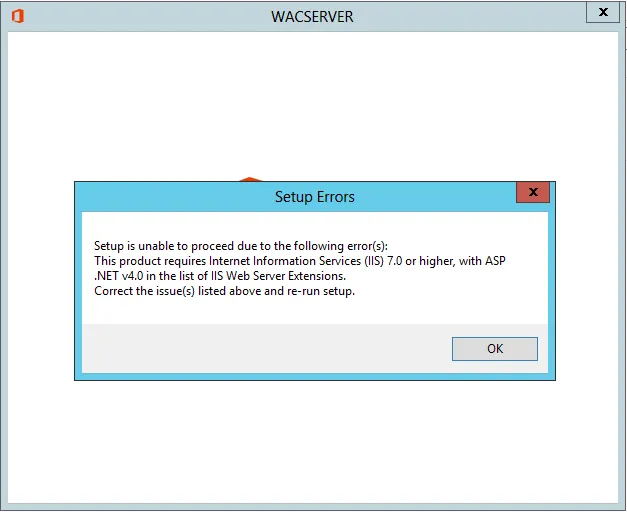 WACSERVER
x
Setup Errors
x
Setup is unable to proceed due to the following error(s):
This product requires Internet Information Services (IIS) 7.0 or higher, with ASP
.NET v4.0 in the list of IIS Web Server Extensions.
Correct the issue(s) listed above and re-run setup.
OK